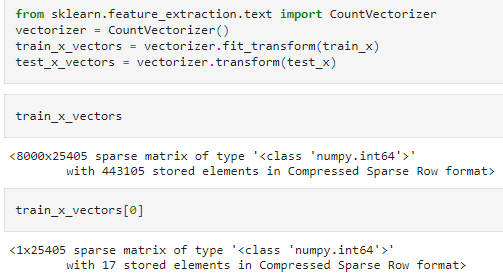 from sklearn.feature_extraction.text import CountVectorizer
vectorizer = CountVectorizer()
train_x_vectors = vectorizer.fit_transform(train_x)
test_x_vectors = vectorizer.transform(test_x)
train_x_vectors
<8000x25405 sparse matrix of type '<class 'numpy.int64'>'
        with 443105 stored elements in Compressed Sparse Row format>
train_x_vectors[0]
<1x25405 sparse matrix of type '<class 'numpy.int64'>'
        with 17 stored elements in Compressed Sparse Row format>